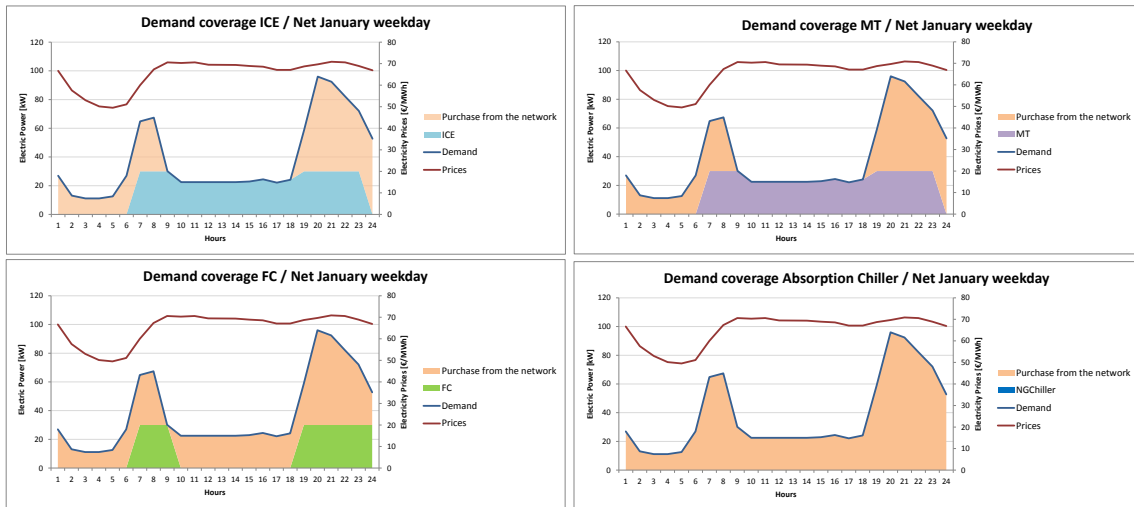 Demand coverage ICE / Net January weekday
120
100
80
60
40
20
0
Electric Power [kW]
80
70
60
50
40
30
20
10
0
Electricity Prices [€/MWh]
1 2 3 4 5 6 7 8 9 10 11 12 13 14 15 16 17 18 19 20 21 22 23 24
Hours
Purchase from the network
ICE
Demand
Prices
Demand coverage MT / Net January weekday
120
100
80
60
40
20
0
Electric Power [kW]
80
70
60
50
40
30
20
10
0
Electricity Prices [€/MWh]
1 2 3 4 5 6 7 8 9 10 11 12 13 14 15 16 17 18 19 20 21 22 23 24
Hours
Purchase from the network
MT
Demand
Prices
Demand coverage FC / Net January weekday
120
100
80
60
40
20
0
Electric Power [kW]
80
70
60
50
40
30
20
10
0
Electricity Prices [€/MWh]
1 2 3 4 5 6 7 8 9 10 11 12 13 14 15 16 17 18 19 20 21 22 23 24
Hours
Purchase from the network
FC
Demand
Prices
Demand coverage Absorption Chiller / Net January weekday
120
100
80
60
40
20
0
Electric Power [kW]
80
70
60
50
40
30
20
10
0
Electricity Prices [€/MWh]
1 2 3 4 5 6 7 8 9 10 11 12 13 14 15 16 17 18 19 20 21 22 23 24
Hours
Purchase from the network
NGChiller
Demand
Prices